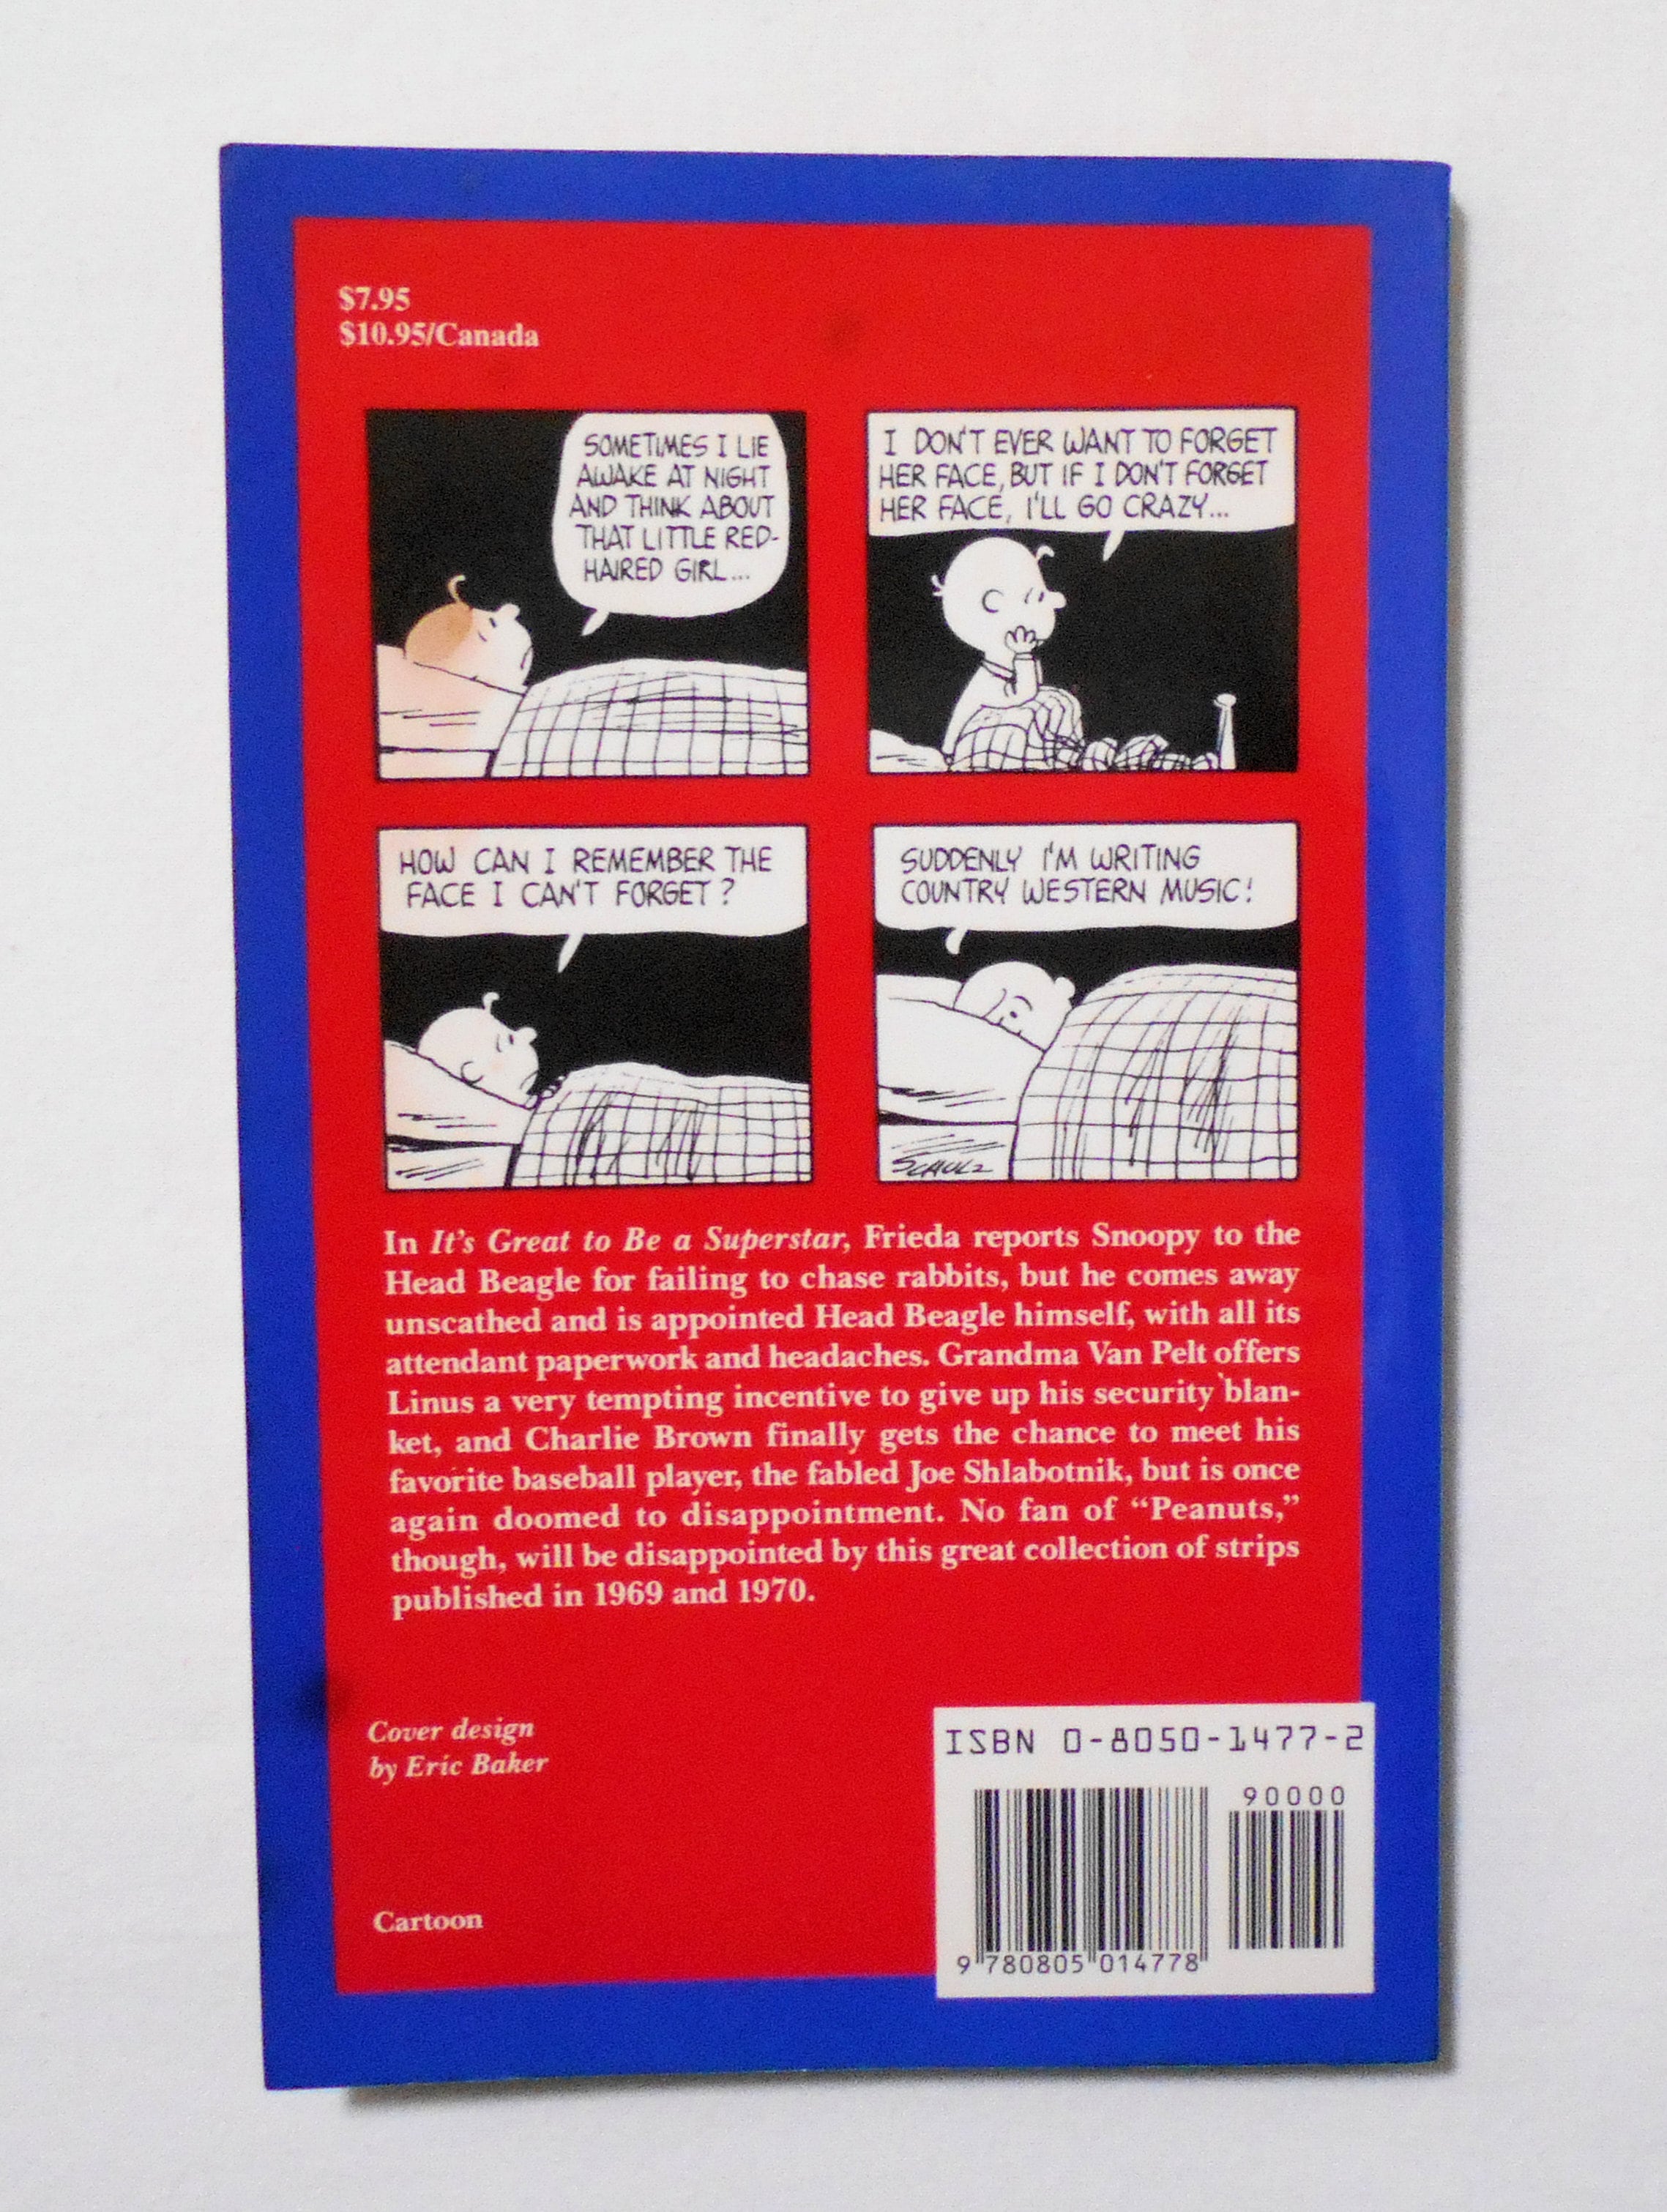 $7.95
$10.95/Canada
SOMETIMES I LIE
AWAKE AT NIGHT
AND THINK ABOUT
THAT LITTLE RED-
HAIRED GIRL...
I DON'T EVER WANT TO FORGET
HER FACE, BUT IF I DON'T FORGET
HER FACE, I'LL GO CRAZY...
HOW CAN I REMEMBER THE
FACE I CAN'T FORGET?
SUDDENLY I'M WRITING
COUNTRY WESTERN MUSIC!
SCHULZ
In It's Great to Be a Superstar, Frieda reports Snoopy to the
Head Beagle for failing to chase rabbits, but he comes away
unscathed and is appointed Head Beagle himself, with all its
attendant paperwork and headaches. Grandma Van Pelt offers
Linus a very tempting incentive to give up his security blan-
ket, and Charlie Brown finally gets the chance to meet his
favorite baseball player, the fabled Joe Shlabotnik, but is once
again doomed to disappointment. No fan of “Peanuts,”
though, will be disappointed by this great collection of strips
published in 1969 and 1970.
Cover design
by Eric Baker
Cartoon
ISBN 0-8050-1477-2
90000
9 780805 014778